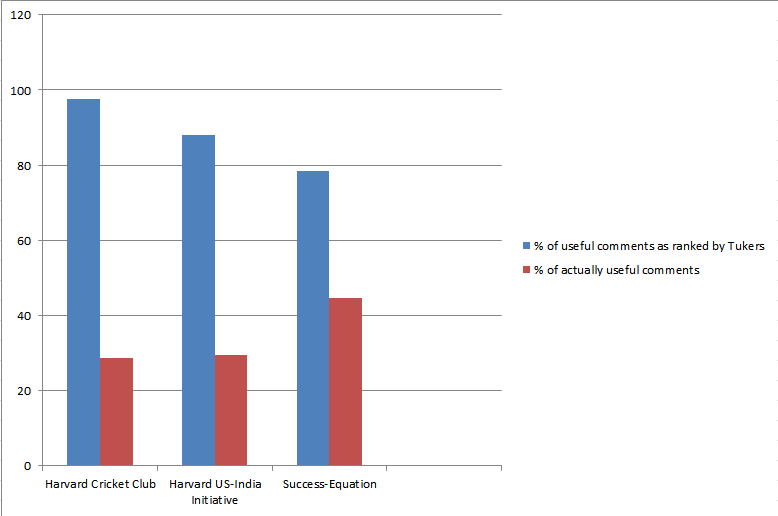 120
100
80
60
40
20
0
Harvard Cricket Club
Harvard US-India
Initiative
Success-Equation
% of useful comments as ranked by Tukers
% of actually useful comments